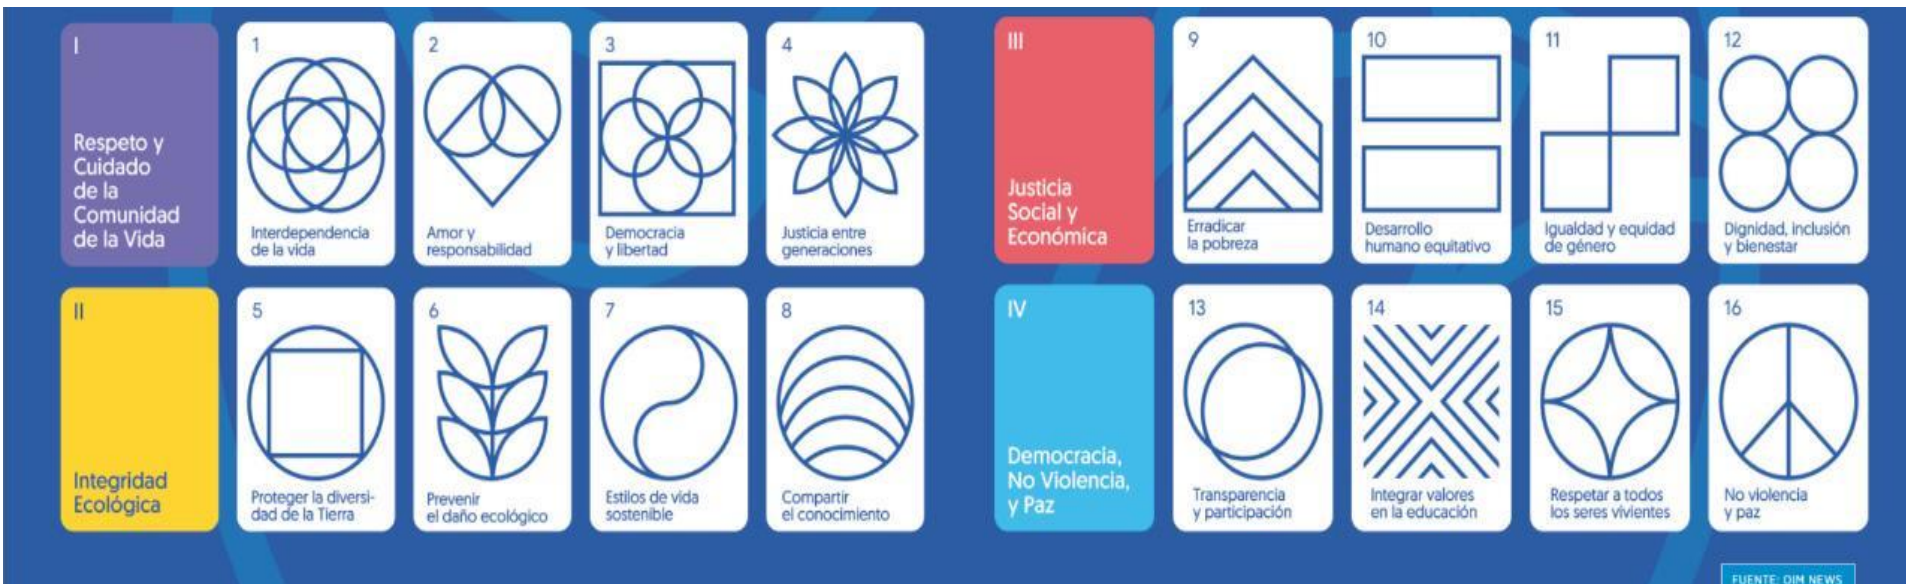 I
Respeto y
Cuidado
de la
Comunidad
de la Vida
1
Interdependencia
de la vida
2
Amor y
responsabilidad
3
Democracia
y libertad
4
Justicia entre
generaciones
II
Integridad
Ecológica
5
Proteger la diversi-
dad de la Tierra
6
Prevenir
el daño ecológico
7
Estilos de vida
sostenible
8
Compartir
el conocimiento
III
Justicia
Social y
Económica
9
Erradicar
la pobreza
10
Desarrollo
humano equitativo
11
Igualdad y equidad
de género
12
Dignidad, inclusión
y bienestar
IV
Democracia,
No Violencia,
y Paz
13
Transparencia
y participación
14
Integrar valores
en la educación
15
Respetar a todos
los seres vivientes
16
No violencia
y paz
FUENTE: OIM NEWS